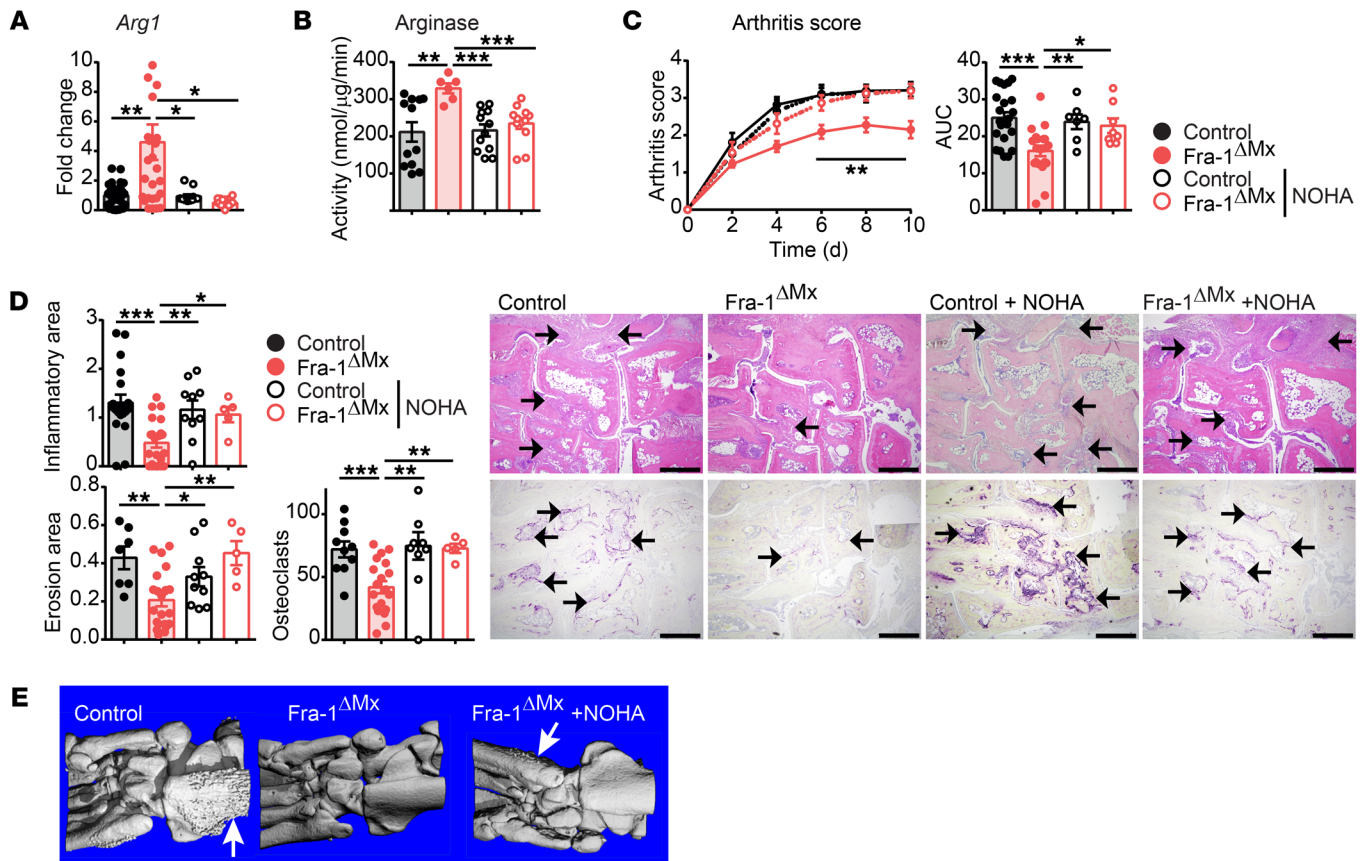 A
Arg1
Fold change
10
8
6
4
2
0
**
*
*
B
Arginase
Activity (nmol/μg/min)
400
300
200
100
**
***
***
C
Arthritis score
Arthritis score
4
3
2
1
0
0 2 4 6 8 10
Time (d)
**
AUC
40
30
20
10
0
***
**
*
Control
Fra-1ΔMx
Control
Fra-1ΔMx
NOHA
D
Inflammatory area
3
2
1
0
***
**
*
Control
Fra-1ΔMx
Control
Fra-1ΔMx
NOHA
Erosion area
0.6
0.4
0.2
0.0
**
*
**
Osteoclasts
100
50
0
***
**
**
Control
Fra-1ΔMx
Control + NOHA
Fra-1ΔMx +NOHA
E
Control
Fra-1ΔMx
Fra-1ΔMx +NOHA